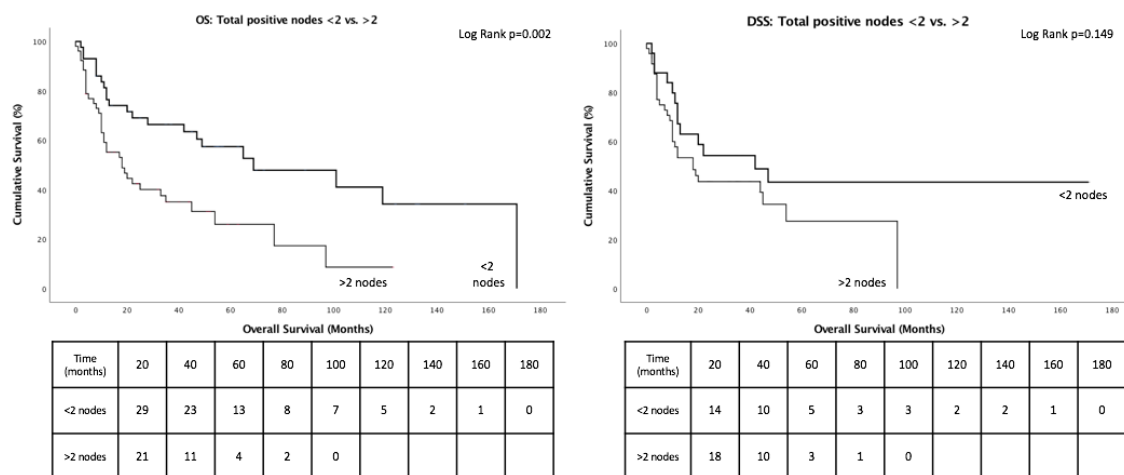 OS: Total positive nodes <2 vs. >2
Log Rank p=0.002
Cumulative Survival (%)
100
80
60
40
20
0
>2 nodes
<2
nodes
0 20 40 60 80 100 120 140 160 180
Overall Survival (Months)
Time
(months) 20 40 60 80 100 120 140 160 180
<2 nodes 29 23 13 8 7 5 2 1 0
>2 nodes 21 11 4 2 0
DSS: Total positive nodes <2 vs. >2
Log Rank p=0.149
Cumulative Survival (%)
100
80
60
40
20
0
<2 nodes
>2 nodes
0 20 40 60 80 100 120 140 160 180
Overall Survival (Months)
Time
(months) 20 40 60 80 100 120 140 160 180
<2 nodes 14 10 5 3 3 2 2 1 0
>2 nodes 18 10 3 1 0